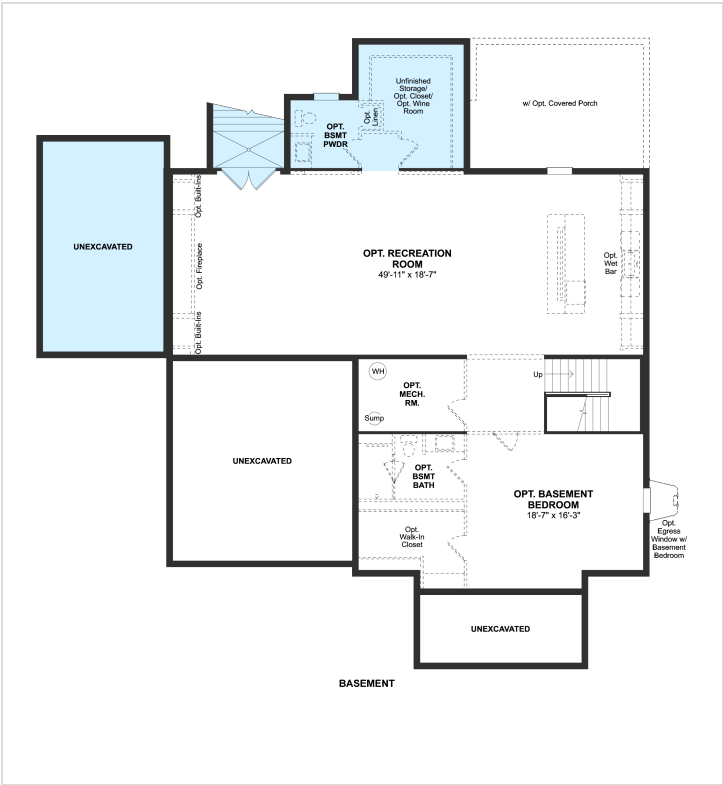 Unfinished
Storage/
Opt. Closet/
Opt. Wine
Room
w/ Opt. Covered Porch
Opt.
Linen
OPT.
BSMT
PWDR
Opt. Built-Ins
UNEXCAVATED
Opt. Fireplace
OPT. RECREATION
ROOM
49'-11" x 18'-7"
Opt.
Wet
Bar
Opt. Built-Ins
WH
OPT.
MECH.
RM.
Sump
Up
UNEXCAVATED
OPT.
BSMT
BATH
OPT. BASEMENT
BEDROOM
18'-7" x 16'-3"
Opt.
Walk-In
Closet
Opt.
Egress
Window w/
Basement
Bedroom
UNEXCAVATED
BASEMENT